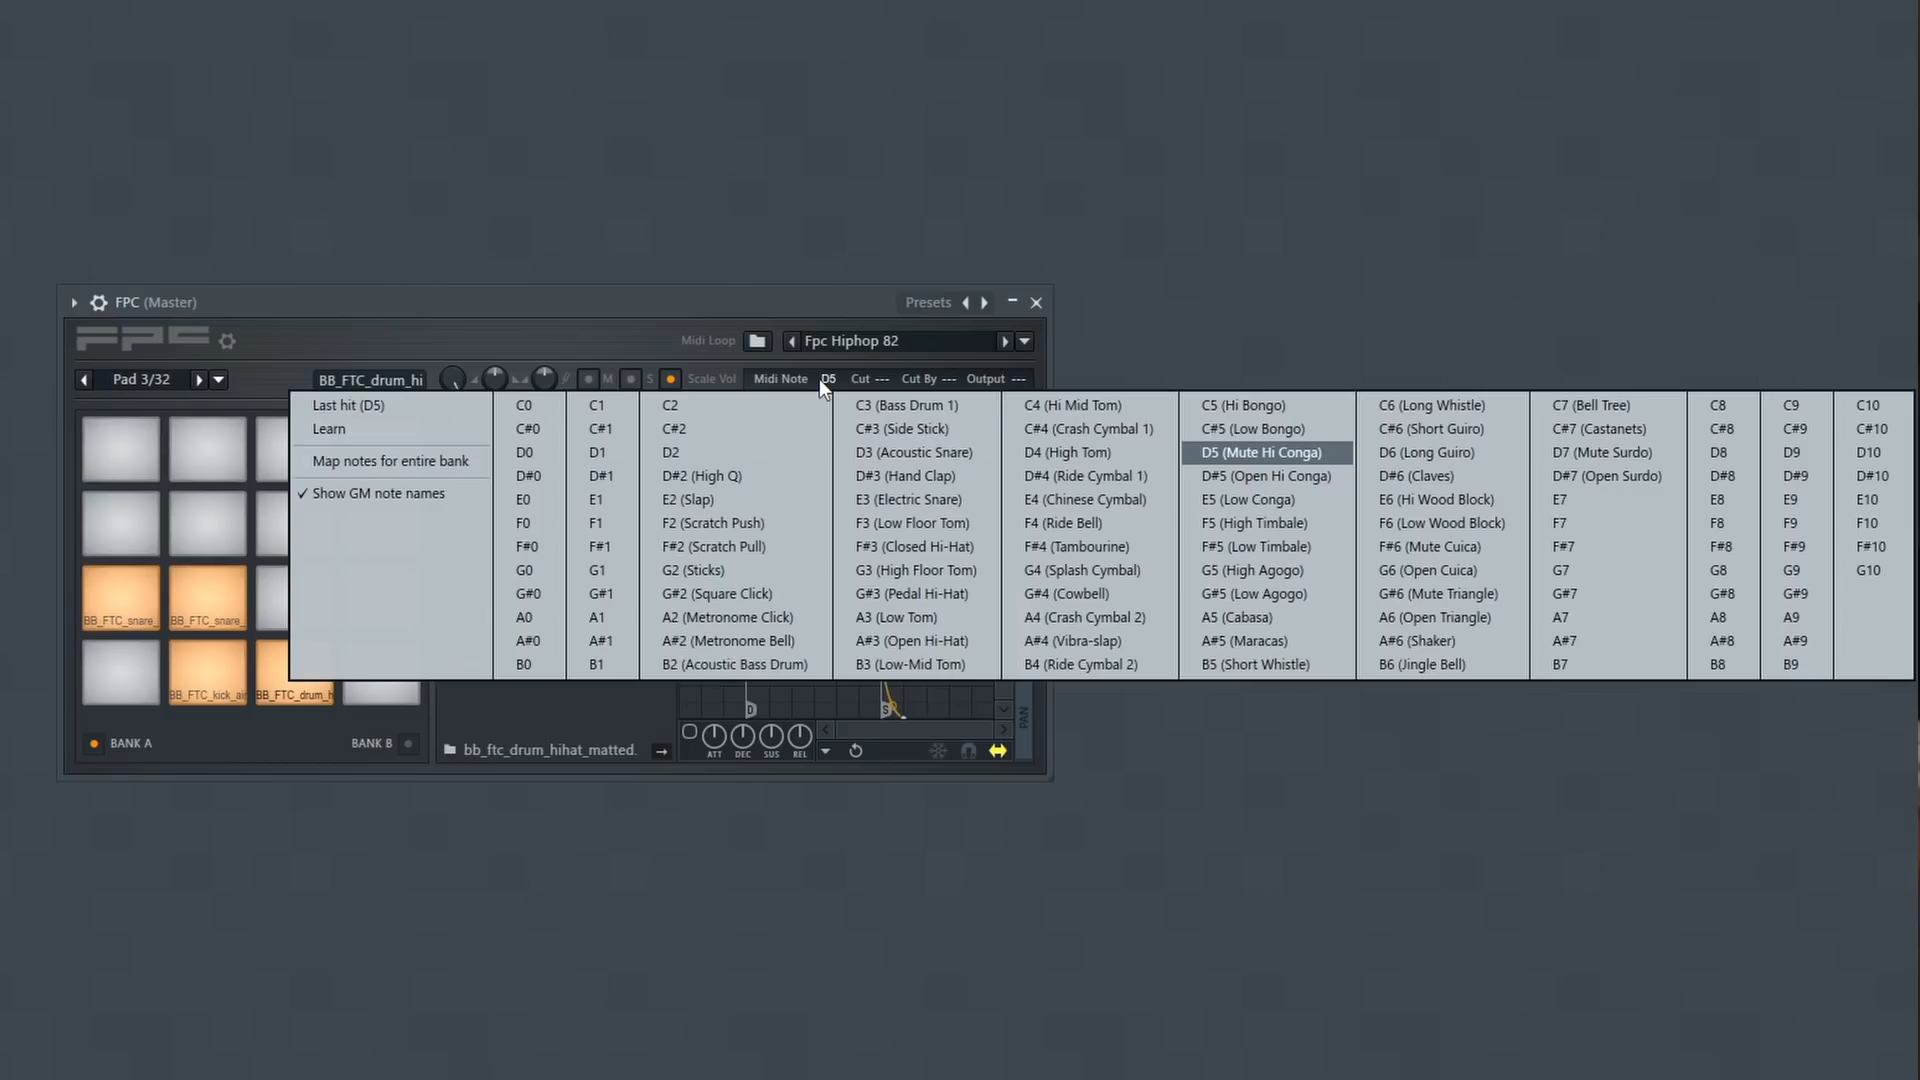 FPC (Master)
Presets
FPC
Midi Loop
Fpc Hiphop 82
Pad 3/32
BB_FTC_drum_hi
M
S
Scale Vol
Midi Note D5
Cut ---
Cut By ---
Output ---
Last hit (D5)
Learn
Map notes for entire bank
✓ Show GM note names
C0
C#0
D0
D#0
E0
F0
F#0
G0
G#0
A0
A#0
B0
C1
C#1
D1
D#1
E1
F1
F#1
G1
G#1
A1
A#1
B1
C2
C#2
D2
D#2 (High Q)
E2 (Slap)
F2 (Scratch Push)
F#2 (Scratch Pull)
G2 (Sticks)
G#2 (Square Click)
A2 (Metronome Click)
A#2 (Metronome Bell)
B2 (Acoustic Bass Drum)
C3 (Bass Drum 1)
C#3 (Side Stick)
D3 (Acoustic Snare)
D#3 (Hand Clap)
E3 (Electric Snare)
F3 (Low Floor Tom)
F#3 (Closed Hi-Hat)
G3 (High Floor Tom)
G#3 (Pedal Hi-Hat)
A3 (Low Tom)
A#3 (Open Hi-Hat)
B3 (Low-Mid Tom)
C4 (Hi Mid Tom)
C#4 (Crash Cymbal 1)
D4 (High Tom)
D#4 (Ride Cymbal 1)
E4 (Chinese Cymbal)
F4 (Ride Bell)
F#4 (Tambourine)
G4 (Splash Cymbal)
G#4 (Cowbell)
A4 (Crash Cymbal 2)
A#4 (Vibra-slap)
B4 (Ride Cymbal 2)
C5 (Hi Bongo)
C#5 (Low Bongo)
D5 (Mute Hi Conga)
D#5 (Open Hi Conga)
E5 (Low Conga)
F5 (High Timbale)
F#5 (Low Timbale)
G5 (High Agogo)
G#5 (Low Agogo)
A5 (Cabasa)
A#5 (Maracas)
B5 (Short Whistle)
C6 (Long Whistle)
C#6 (Short Guiro)
D6 (Long Guiro)
D#6 (Claves)
E6 (Hi Wood Block)
F6 (Low Wood Block)
F#6 (Mute Cuica)
G6 (Open Cuica)
G#6 (Mute Triangle)
A6 (Open Triangle)
A#6 (Shaker)
B6 (Jingle Bell)
C7 (Bell Tree)
C#7 (Castanets)
D7 (Mute Surdo)
D#7 (Open Surdo)
E7
F7
F#7
G7
G#7
A7
A#7
B7
C8
C#8
D8
D#8
E8
F8
F#8
G8
G#8
A8
A#8
B8
C9
C#9
D9
D#9
E9
F9
F#9
G9
G#9
A9
A#9
B9
C10
C#10
D10
D#10
E10
F10
F#10
G10
BB_FTC_snare_
BB_FTC_snare_
BB_FTC_kick_ai
BB_FTC_drum_h
D
S
PAN
BANK A
BANK B
bb_ftc_drum_hihat_matted.
ATT
DEC
SUS
REL